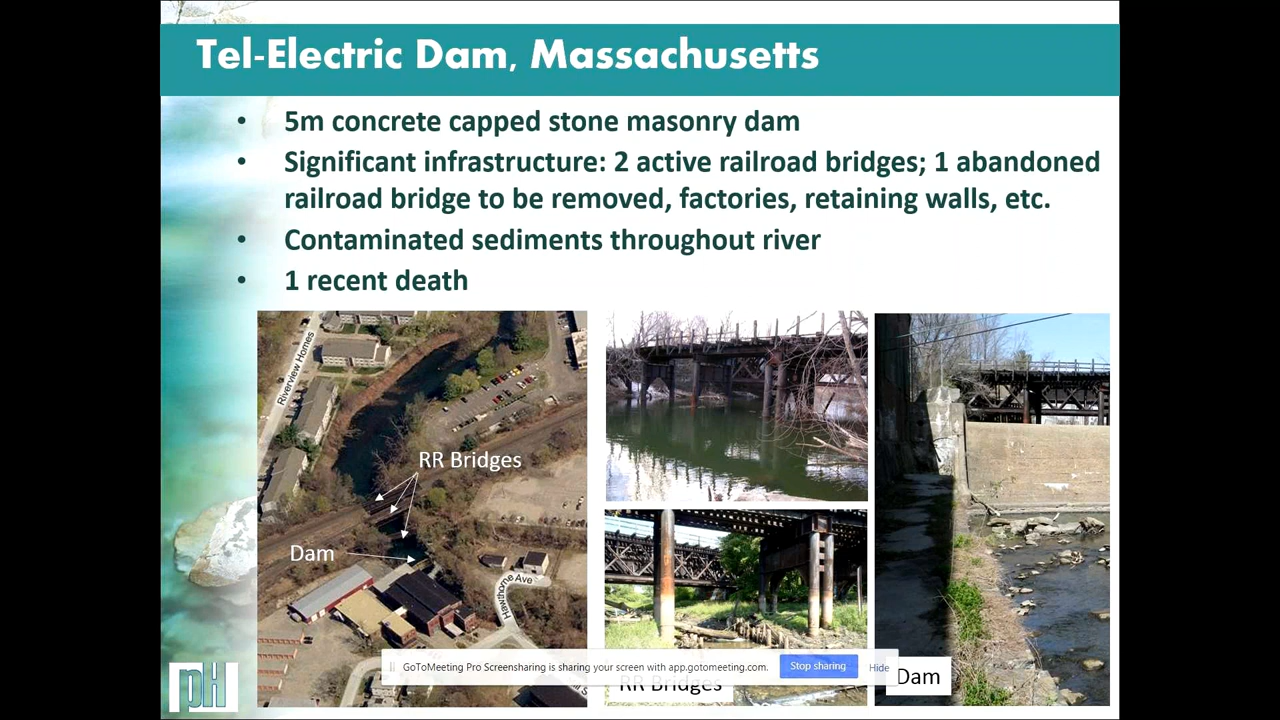 Tel-Electric Dam, Massachusetts
• 5m concrete capped stone masonry dam
• Significant infrastructure: 2 active railroad bridges; 1 abandoned
railroad bridge to be removed, factories, retaining walls, etc.
• Contaminated sediments throughout river
• 1 recent death
Riverview Homes
RR Bridges
Dam
Hawthorne Ave
GoToMeeting Pro Screensharing is sharing your screen with app.gotomeeting.com.
Stop sharing
Hide
RR Bridges
Dam
pH